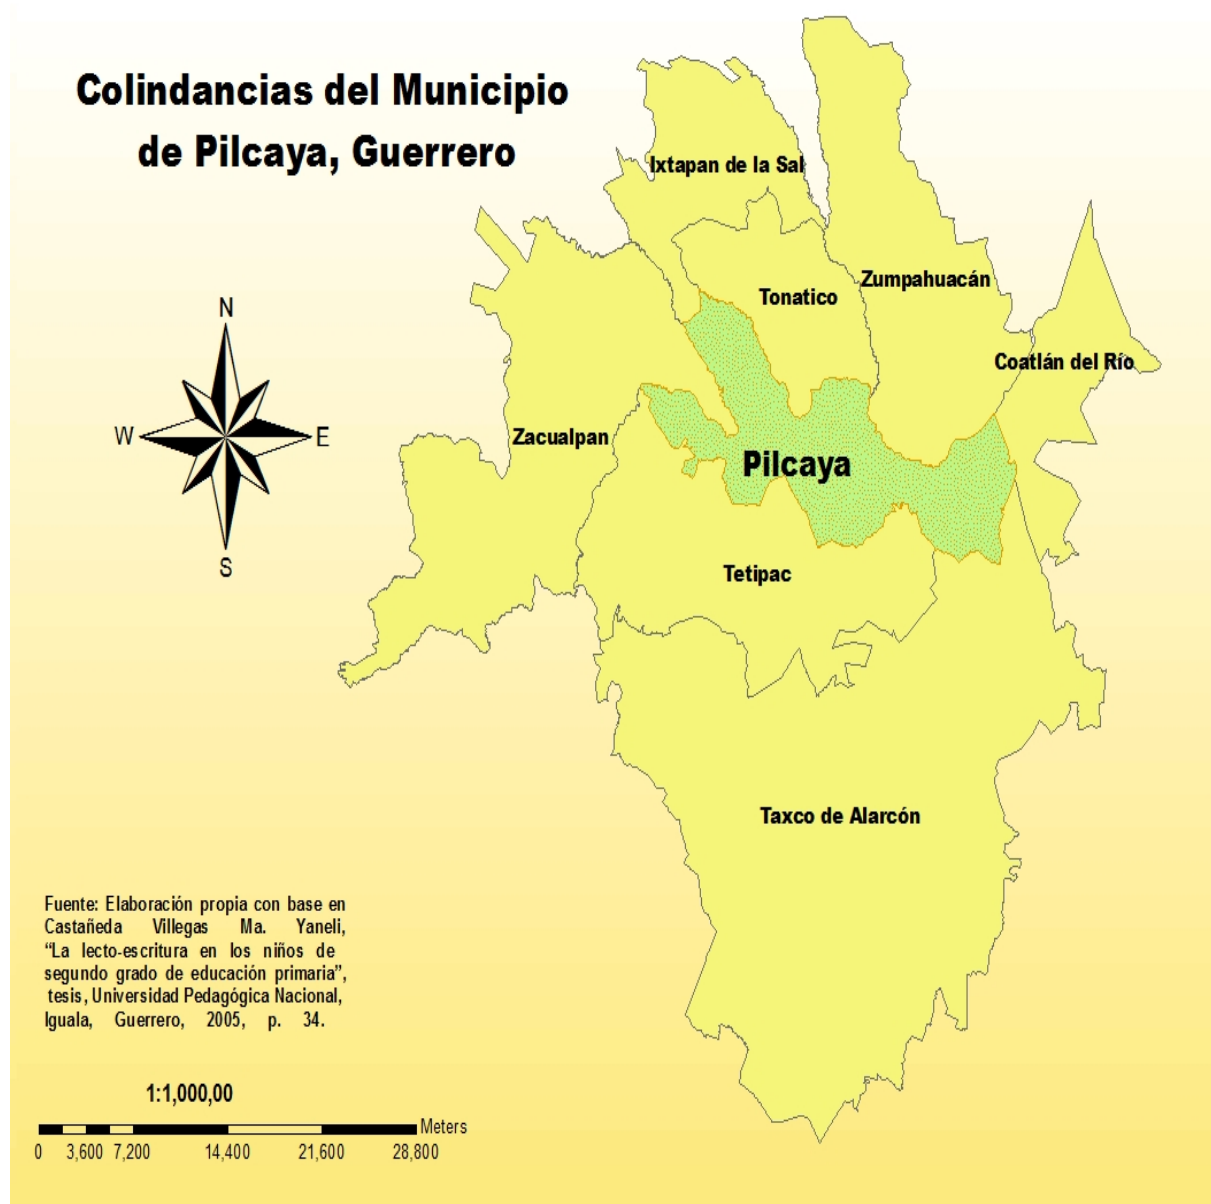 Colindancias del Municipio
de Pilcaya, Guerrero
Ixtapan de la Sal
Tonatico
Zumpahuacán
Coatlán del Río
N
W
E
S
Zacualpan
Pilcaya
Tetipac
Taxco de Alarcón
Fuente: Elaboración propia con base en
Castañeda Villegas Ma. Yaneli,
“La lecto-escritura en los niños de
segundo grado de educación primaria”,
tesis, Universidad Pedagógica Nacional,
Iguala, Guerrero, 2005, p. 34.
1:1,000,00
Meters
0 3,600 7,200 14,400 21,600 28,800